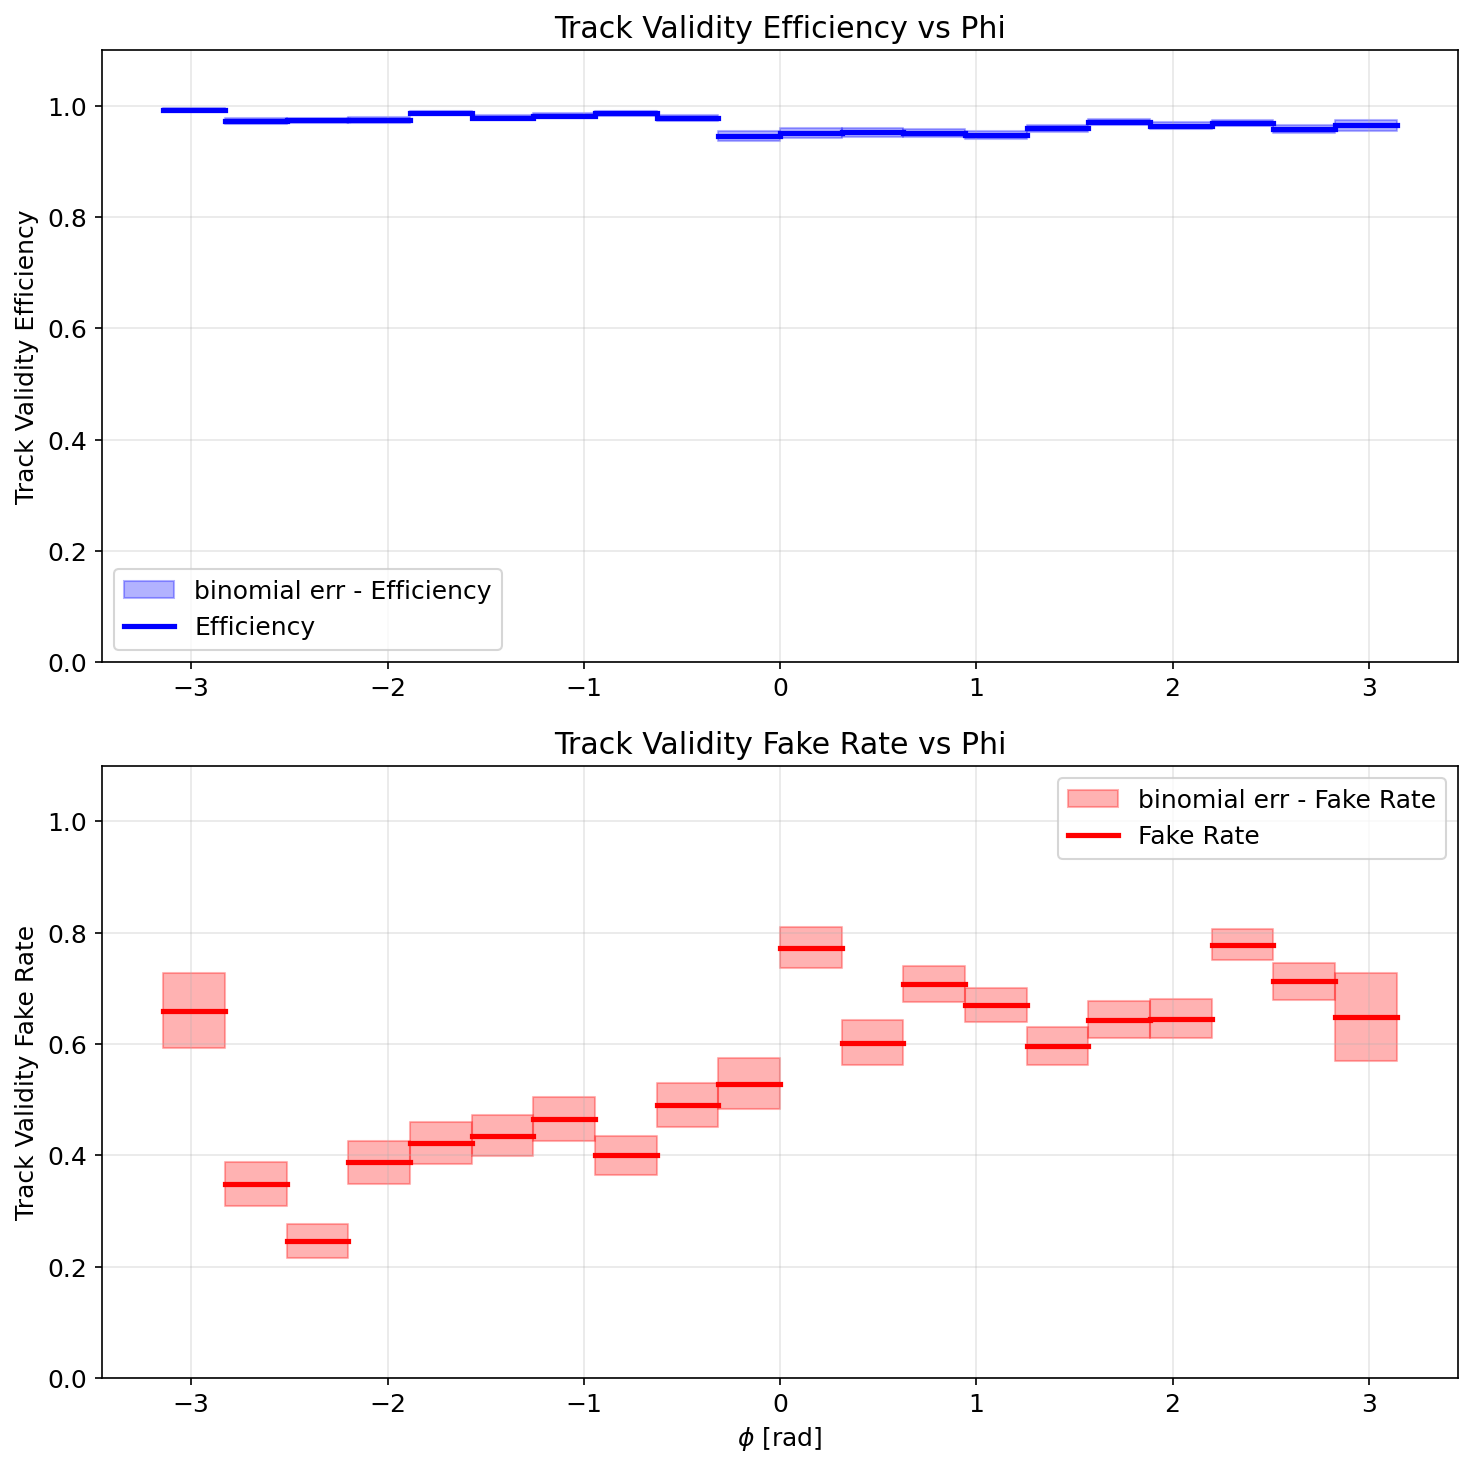 Track Validity Efficiency vs Phi
Track Validity Efficiency
1.0
0.8
0.6
0.4
0.2
0.0
binomial err - Efficiency
Efficiency
−3 −2 −1 0 1 2 3
Track Validity Fake Rate vs Phi
Track Validity Fake Rate
1.0
0.8
0.6
0.4
0.2
0.0
binomial err - Fake Rate
Fake Rate
−3 −2 −1 0 1 2 3
ϕ [rad]